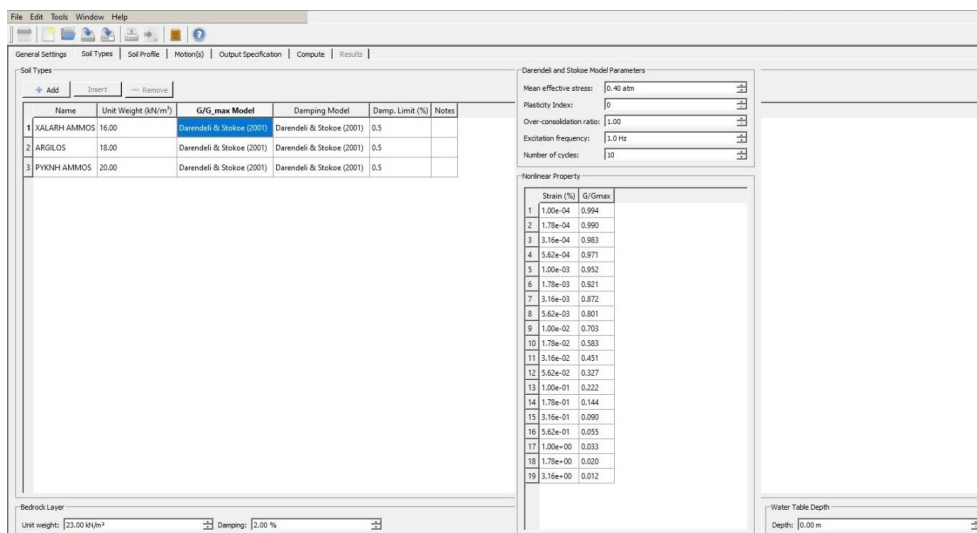 File Edit Tools Window Help
General Settings Soil Types Soil Profile Motion(s) Output Specification Compute Results
Soil Types
Add Insert Remove
Name Unit Weight (kN/m³) G/G_max Model Damping Model Damp. Limit (%) Notes
1 XALARH AMMOS 16.00 Darendeli & Stokoe (2001) Darendeli & Stokoe (2001) 0.5
2 ARGILOS 18.00 Darendeli & Stokoe (2001) Darendeli & Stokoe (2001) 0.5
3 PYKNH AMMOS 20.00 Darendeli & Stokoe (2001) Darendeli & Stokoe (2001) 0.5
Darendeli and Stokoe Model Parameters
Mean effective stress: 0.40 atm
Plasticity Index: 0
Over-consolidation ratio: 1.00
Excitation frequency: 1.0 Hz
Number of cycles: 10
Nonlinear Property
Strain (%) G/Gmax
1 1.00e-04 0.994
2 1.78e-04 0.990
3 3.16e-04 0.983
4 5.62e-04 0.971
5 1.00e-03 0.952
6 1.78e-03 0.921
7 3.16e-03 0.872
8 5.62e-03 0.801
9 1.00e-02 0.703
10 1.78e-02 0.583
11 3.16e-02 0.451
12 5.62e-02 0.327
13 1.00e-01 0.222
14 1.78e-01 0.144
15 3.16e-01 0.090
16 5.62e-01 0.055
17 1.00e+00 0.033
18 1.78e+00 0.020
19 3.16e+00 0.012
Bedrock Layer
Unit weight: 23.00 kN/m³ Damping: 2.00 %
Water Table Depth
Depth: 0.00 m